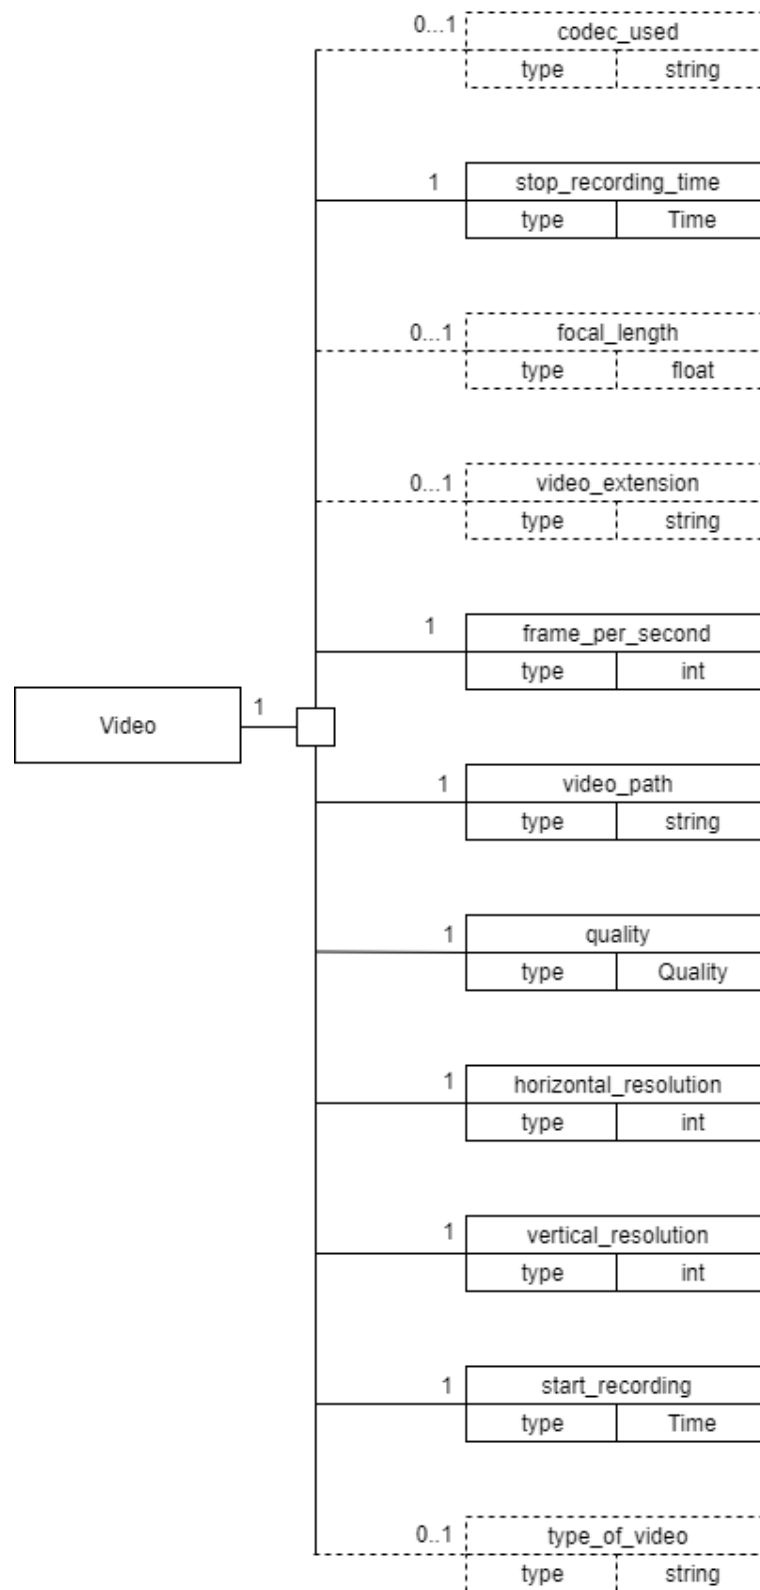 0...1
codec_used
type string
1
stop_recording_time
type Time
0...1
focal_length
type float
0...1
video_extension
type string
1
frame_per_second
type int
Video
1
1
video_path
type string
1
quality
type Quality
1
horizontal_resolution
type int
1
vertical_resolution
type int
1
start_recording
type Time
0..1
type_of_video
type string